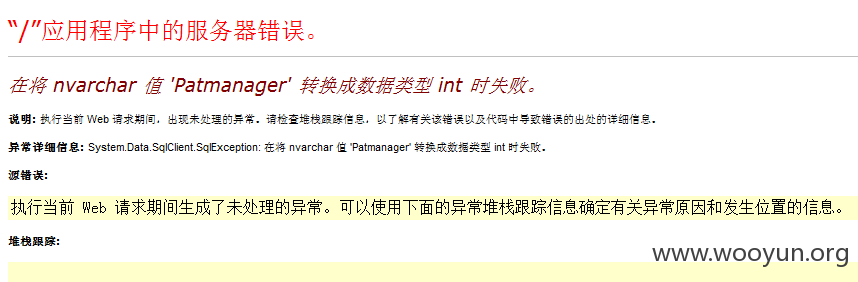 “/”应用程序中的服务器错误。
在将 nvarchar 值 'Patmanager' 转换成数据类型 int 时失败。
说明: 执行当前 Web 请求期间，出现未处理的异常。请检查堆栈跟踪信息，以了解有关该错误以及代码中导致错误的出处的详细信息。
异常详细信息: System.Data.SqlClient.SqlException: 在将 nvarchar 值 'Patmanager' 转换成数据类型 int 时失败。
源错误:
执行当前 Web 请求期间生成了未处理的异常。可以使用下面的异常堆栈跟踪信息确定有关异常原因和发生位置的信息。
堆栈跟踪:
www.wooyun.org